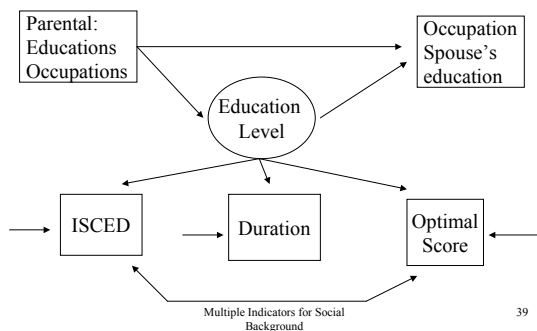 Parental:
Educations
Occupations
Occupation
Spouse's
education
Education
Level
ISCED
Duration
Optimal
Score
Multiple Indicators for Social
Background
39